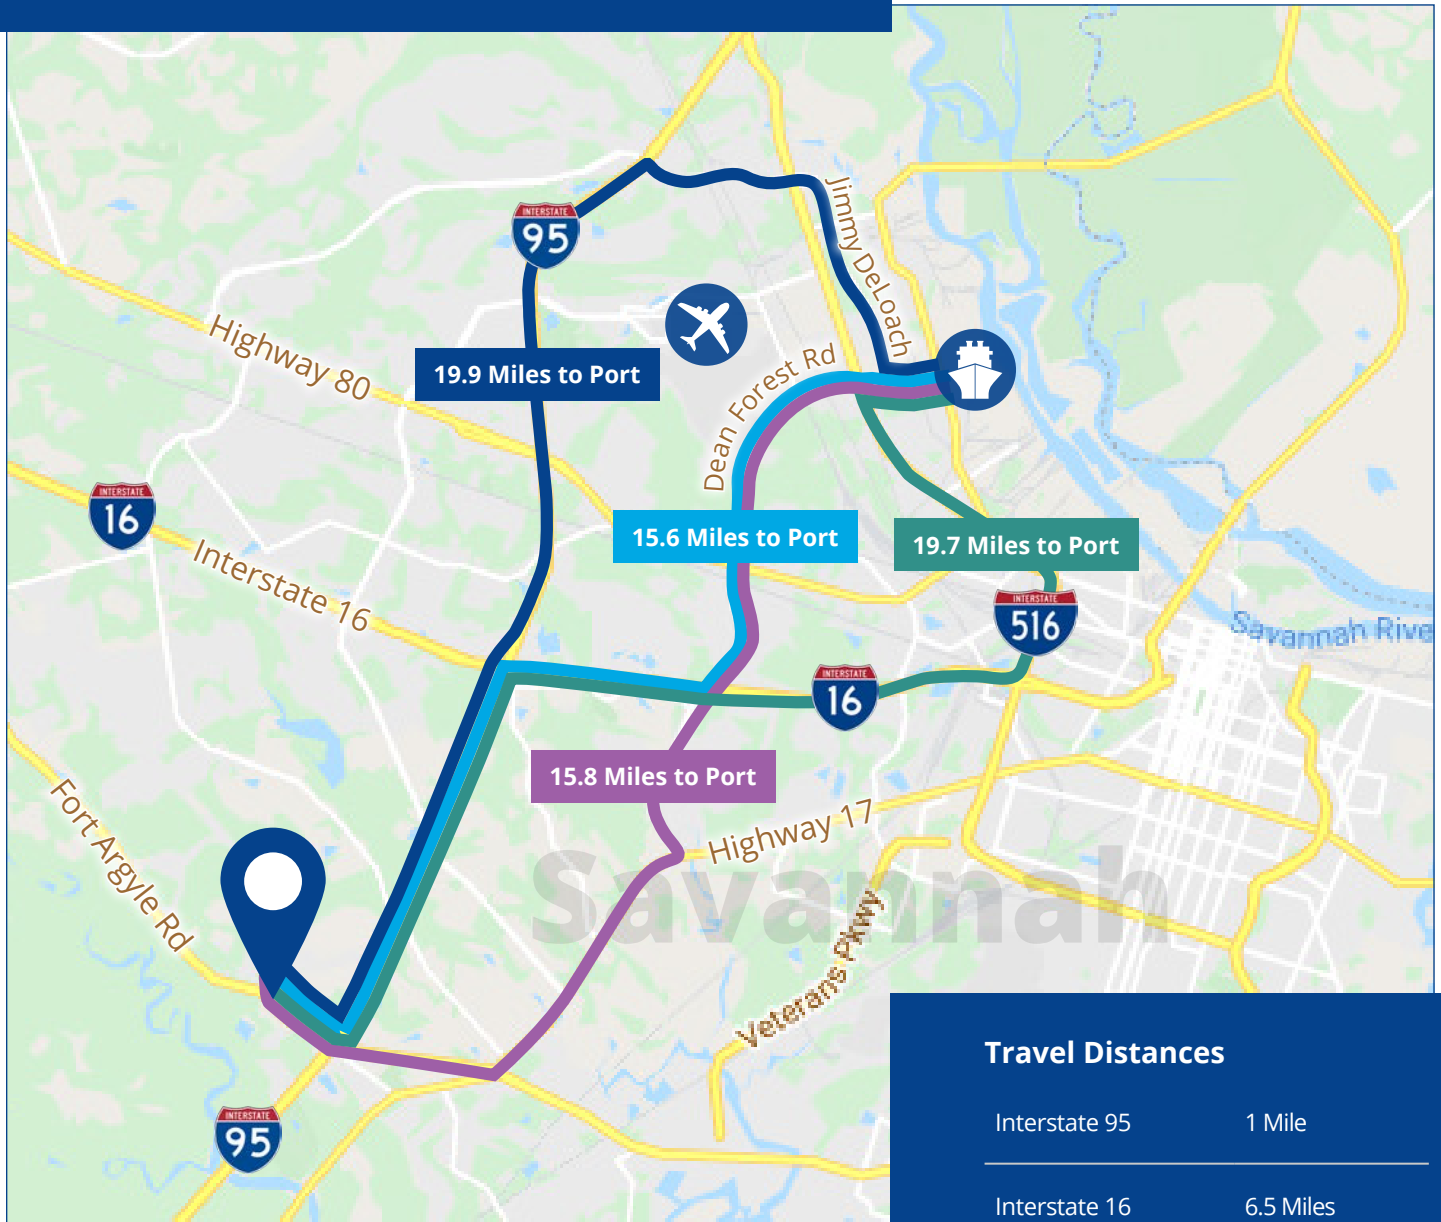 Jimmy DeLoach
INTERSTATE
95
Highway 80
19.9 Miles to Port
Dean Forest Rd
INTERSTATE
16
Interstate 16
15.6 Miles to Port
19.7 Miles to Port
INTERSTATE
516
Savannah Rive
INTERSTATE
16
15.8 Miles to Port
Highway 17
Fort Argyle Rd
Savannah
Veterans Pkwy
INTERSTATE
95
Travel Distances
Interstate 95 1 Mile
Interstate 16 6.5 Miles